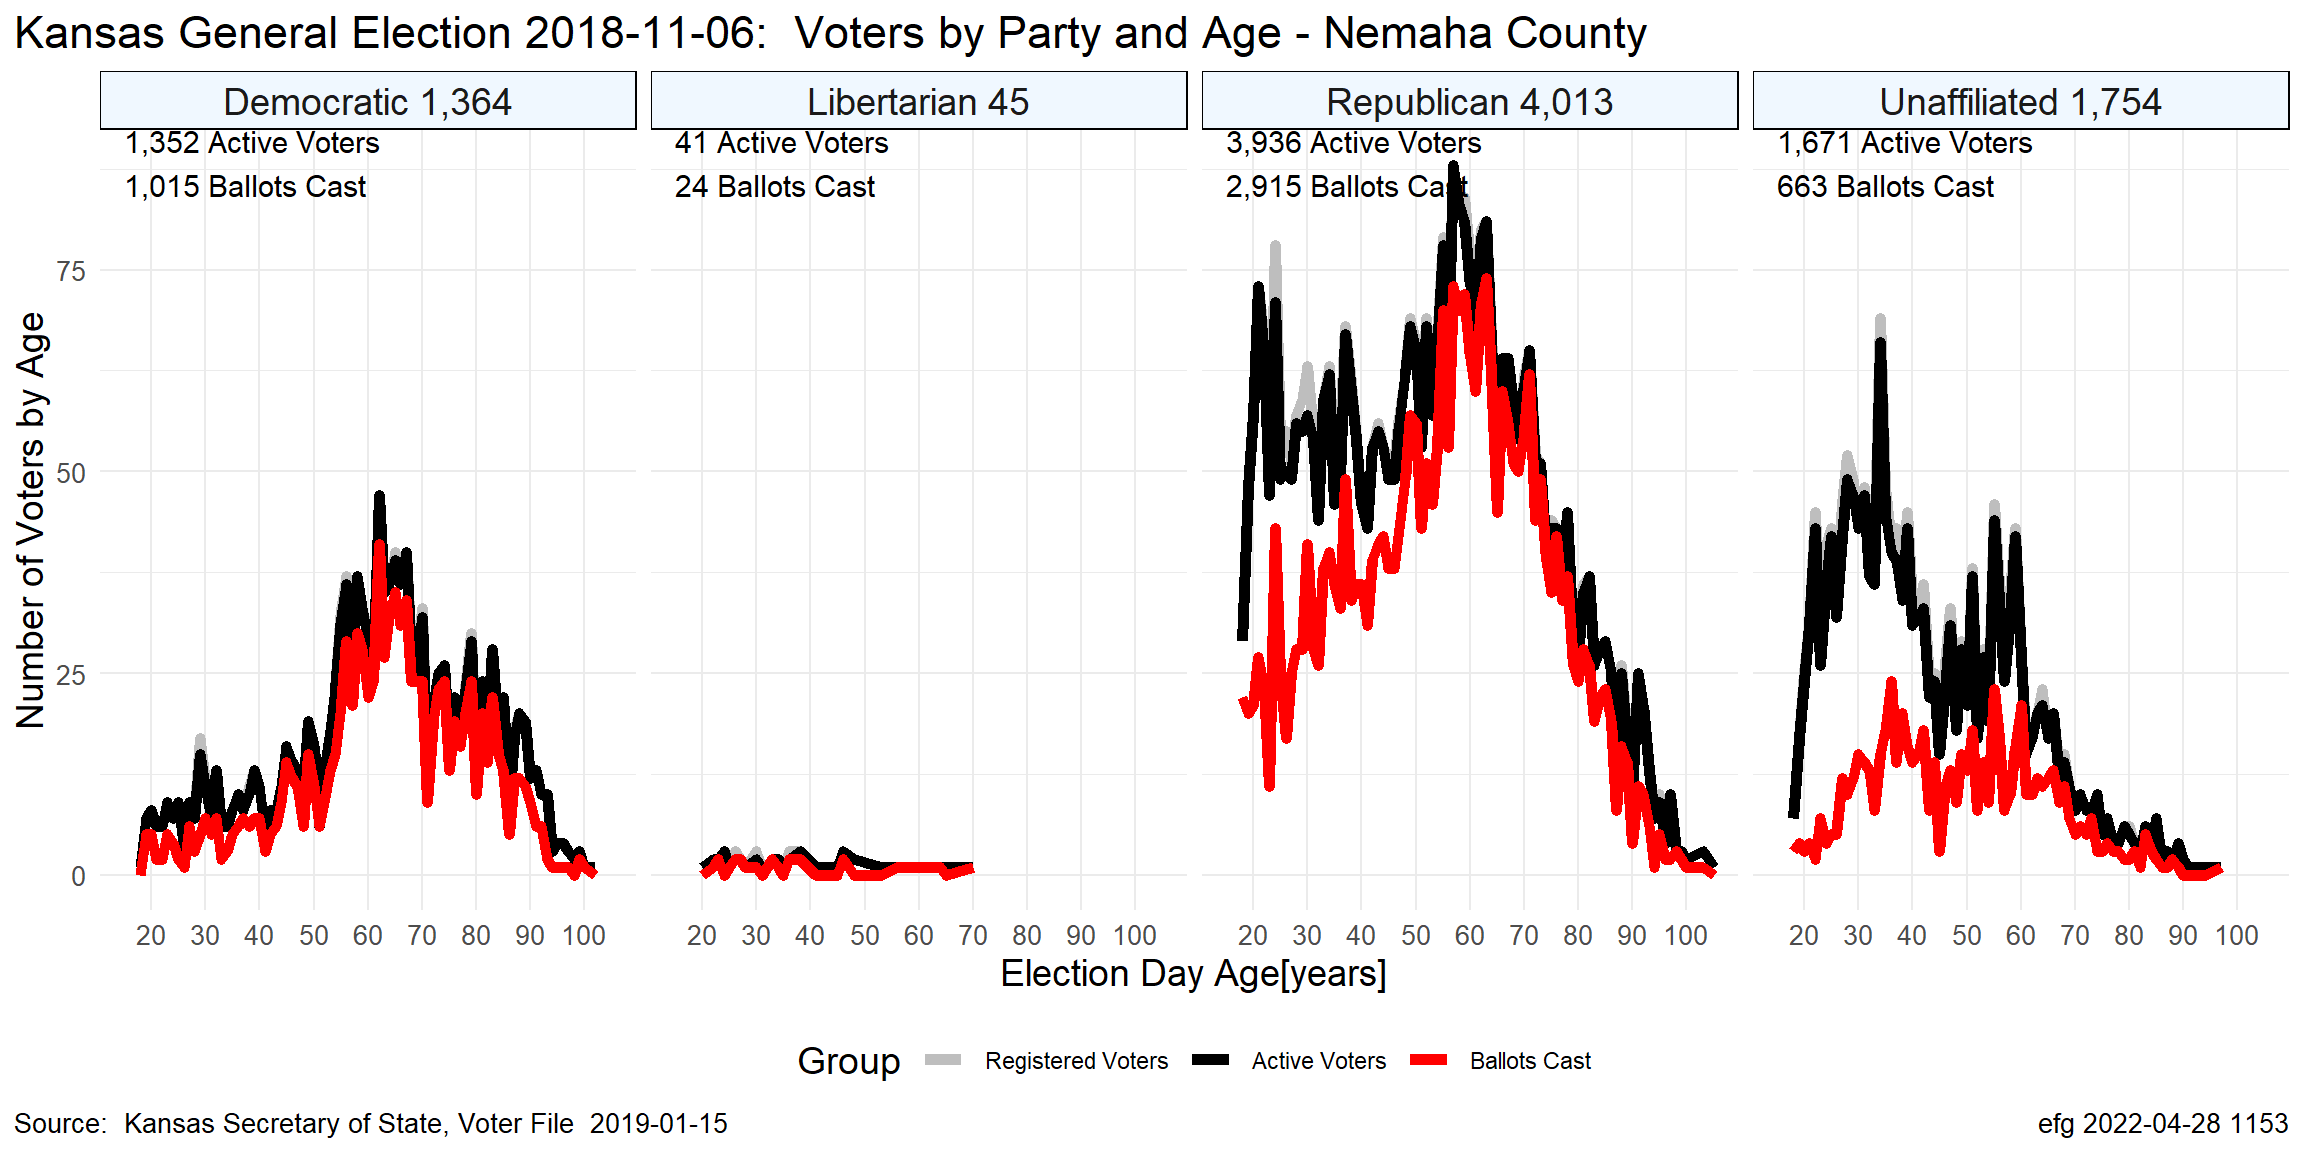 Kansas General Election 2018-11-06:  Voters by Party and Age - Nemaha County
Democratic 1,364
Libertarian 45
Republican 4,013
Unaffiliated 1,754
1,352 Active Voters
1,015 Ballots Cast
41 Active Voters
24 Ballots Cast
3,936 Active Voters
2,915 Ballots Cast
1,671 Active Voters
663 Ballots Cast
Number of Voters by Age
75
50
25
0
20 30 40 50 60 70 80 90 100
20 30 40 50 60 70 80 90 100
20 30 40 50 60 70 80 90 100
20 30 40 50 60 70 80 90 100
Election Day Age[years]
Group Registered Voters Active Voters Ballots Cast
Source:  Kansas Secretary of State, Voter File  2019-01-15
efg 2022-04-28 1153